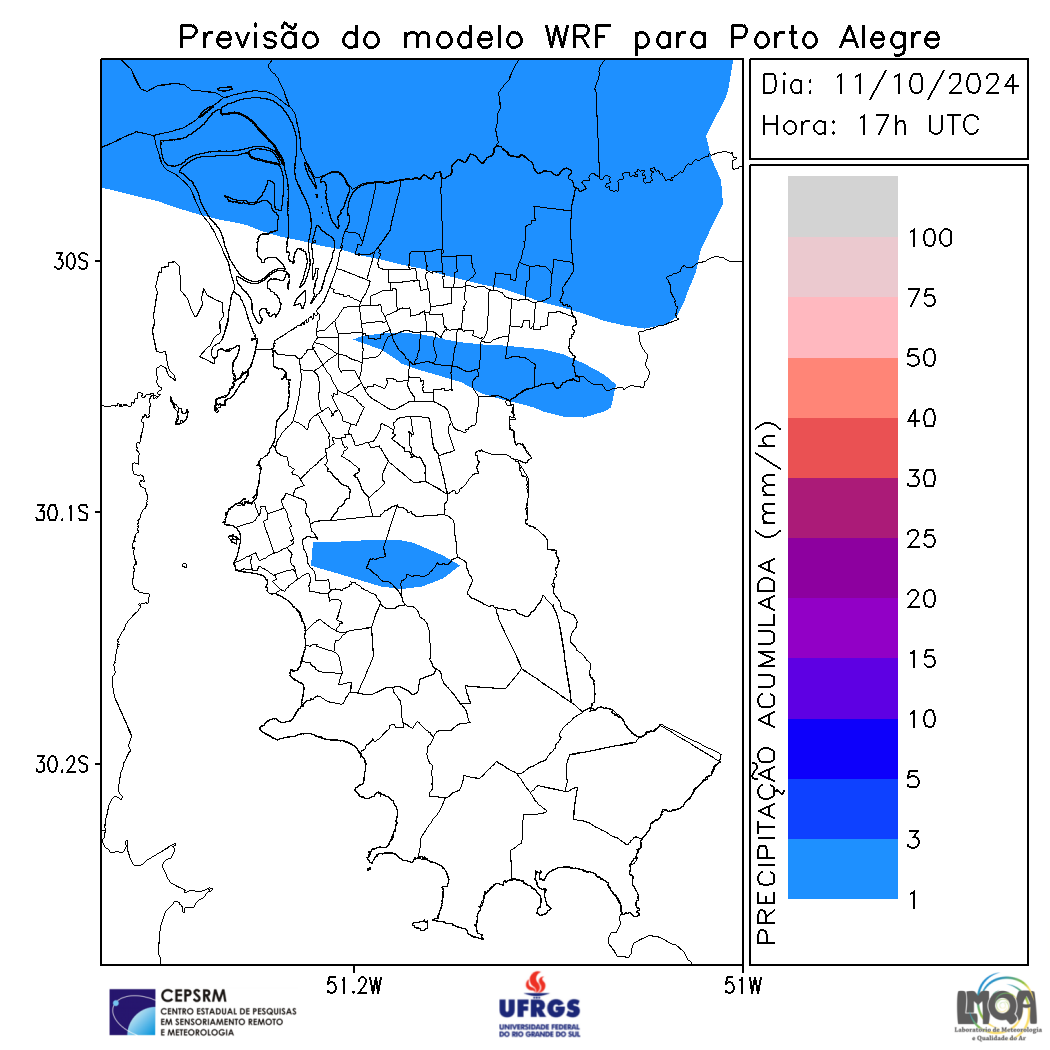 Previsão do modelo WRF para Porto Alegre
Dia: 11/10/2024
Hora: 17h UTC
30S
30.1S
30.2S
51.2W
51W
PRECIPITAÇÃO ACUMULADA (mm/h)
100
75
50
40
30
25
20
15
10
5
3
1
CEPSRM
CENTRO ESTADUAL DE PESQUISAS
EM SENSORIAMENTO REMOTO
E METEOROLOGIA
UFRGS
UNIVERSIDADE FEDERAL
DO RIO GRANDE DO SUL
LMQA
Laboratório de Meteorologia
e Qualidade do Ar